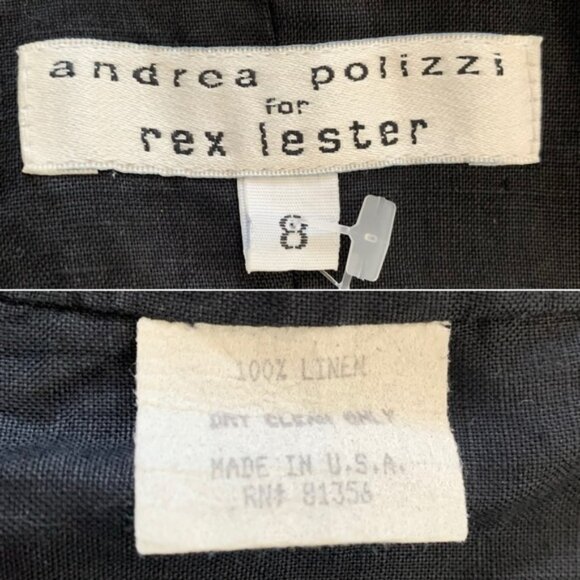 andrea polizzi
for
rex lester
8
100% LINEN
DRY CLEAN ONLY
MADE IN U.S.A.
RN# 81356